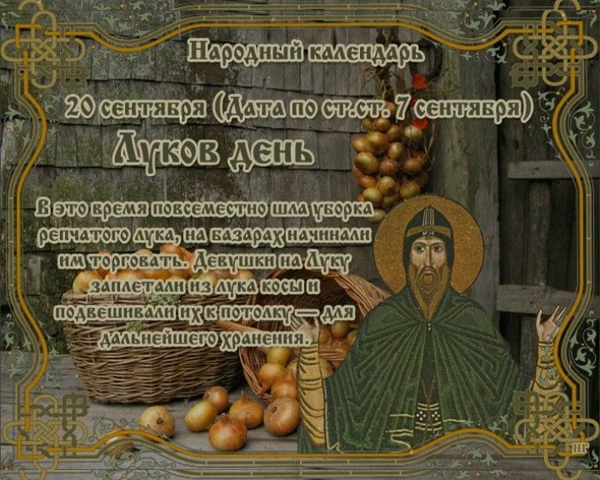 Народный календарь
20 сентября (Дата по ст.ст. 7 сентября)
Луков день
В это время повсеместно шла уборка
репчатого лука, на базарах начинали
им торговать. Девушки на Луку
заплетали из лука косы и
подвешивали их к потолку — для
дальнейшего хранения.
НГ